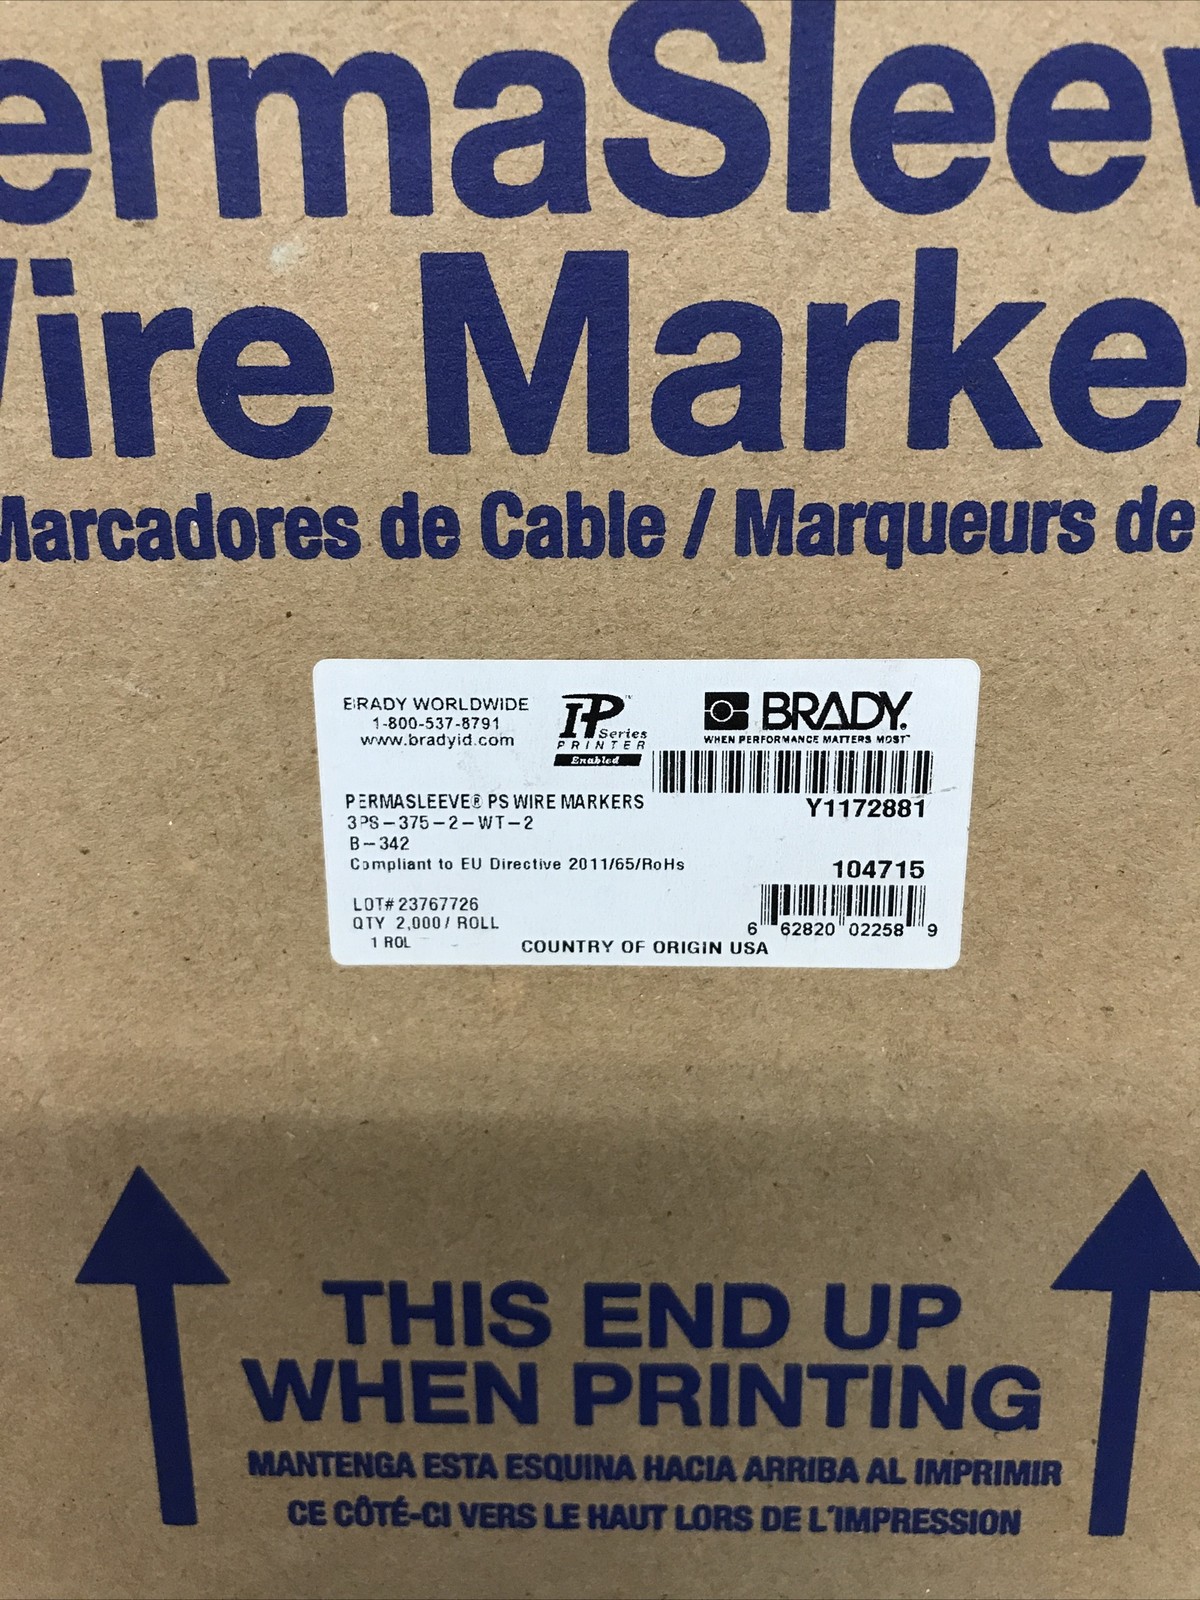 ermaSleev
Wire Marke
Marcadores de Cable / Marqueurs de
BRADY WORLDWIDE
1-800-537-8791
www.bradyid.com
IP™
Series
PRINTER
Enabled
BRADY.
WHEN PERFORMANCE MATTERS MOST™
Y1172881
PERMASLEEVE® PS WIRE MARKERS
3PS-375-2-WT-2
B-342
Compliant to EU Directive 2011/65/RoHs
104715
LOT# 23767726
QTY 2,000/ ROLL
1 ROL
6 62820 02258 9
COUNTRY OF ORIGIN USA
THIS END UP
WHEN PRINTING
MANTENGA ESTA ESQUINA HACIA ARRIBA AL IMPRIMIR
CE CÔTÉ-CI VERS LE HAUT LORS DE L'IMPRESSION